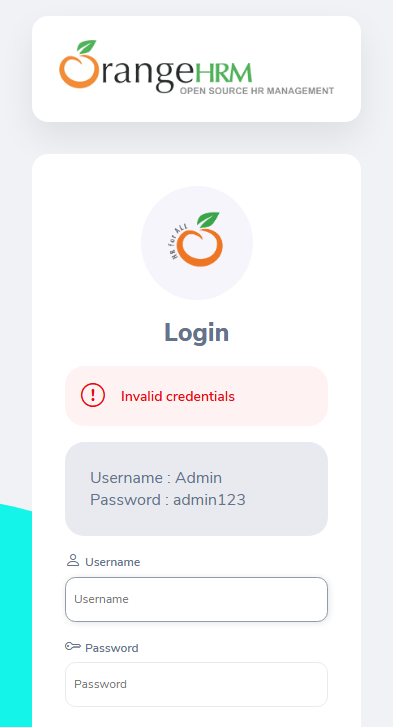 OrangeHRM
OPEN SOURCE HR MANAGEMENT
HR for ALL
Login
Invalid credentials
Username : Admin
Password : admin123
Username
Username
Password
Password